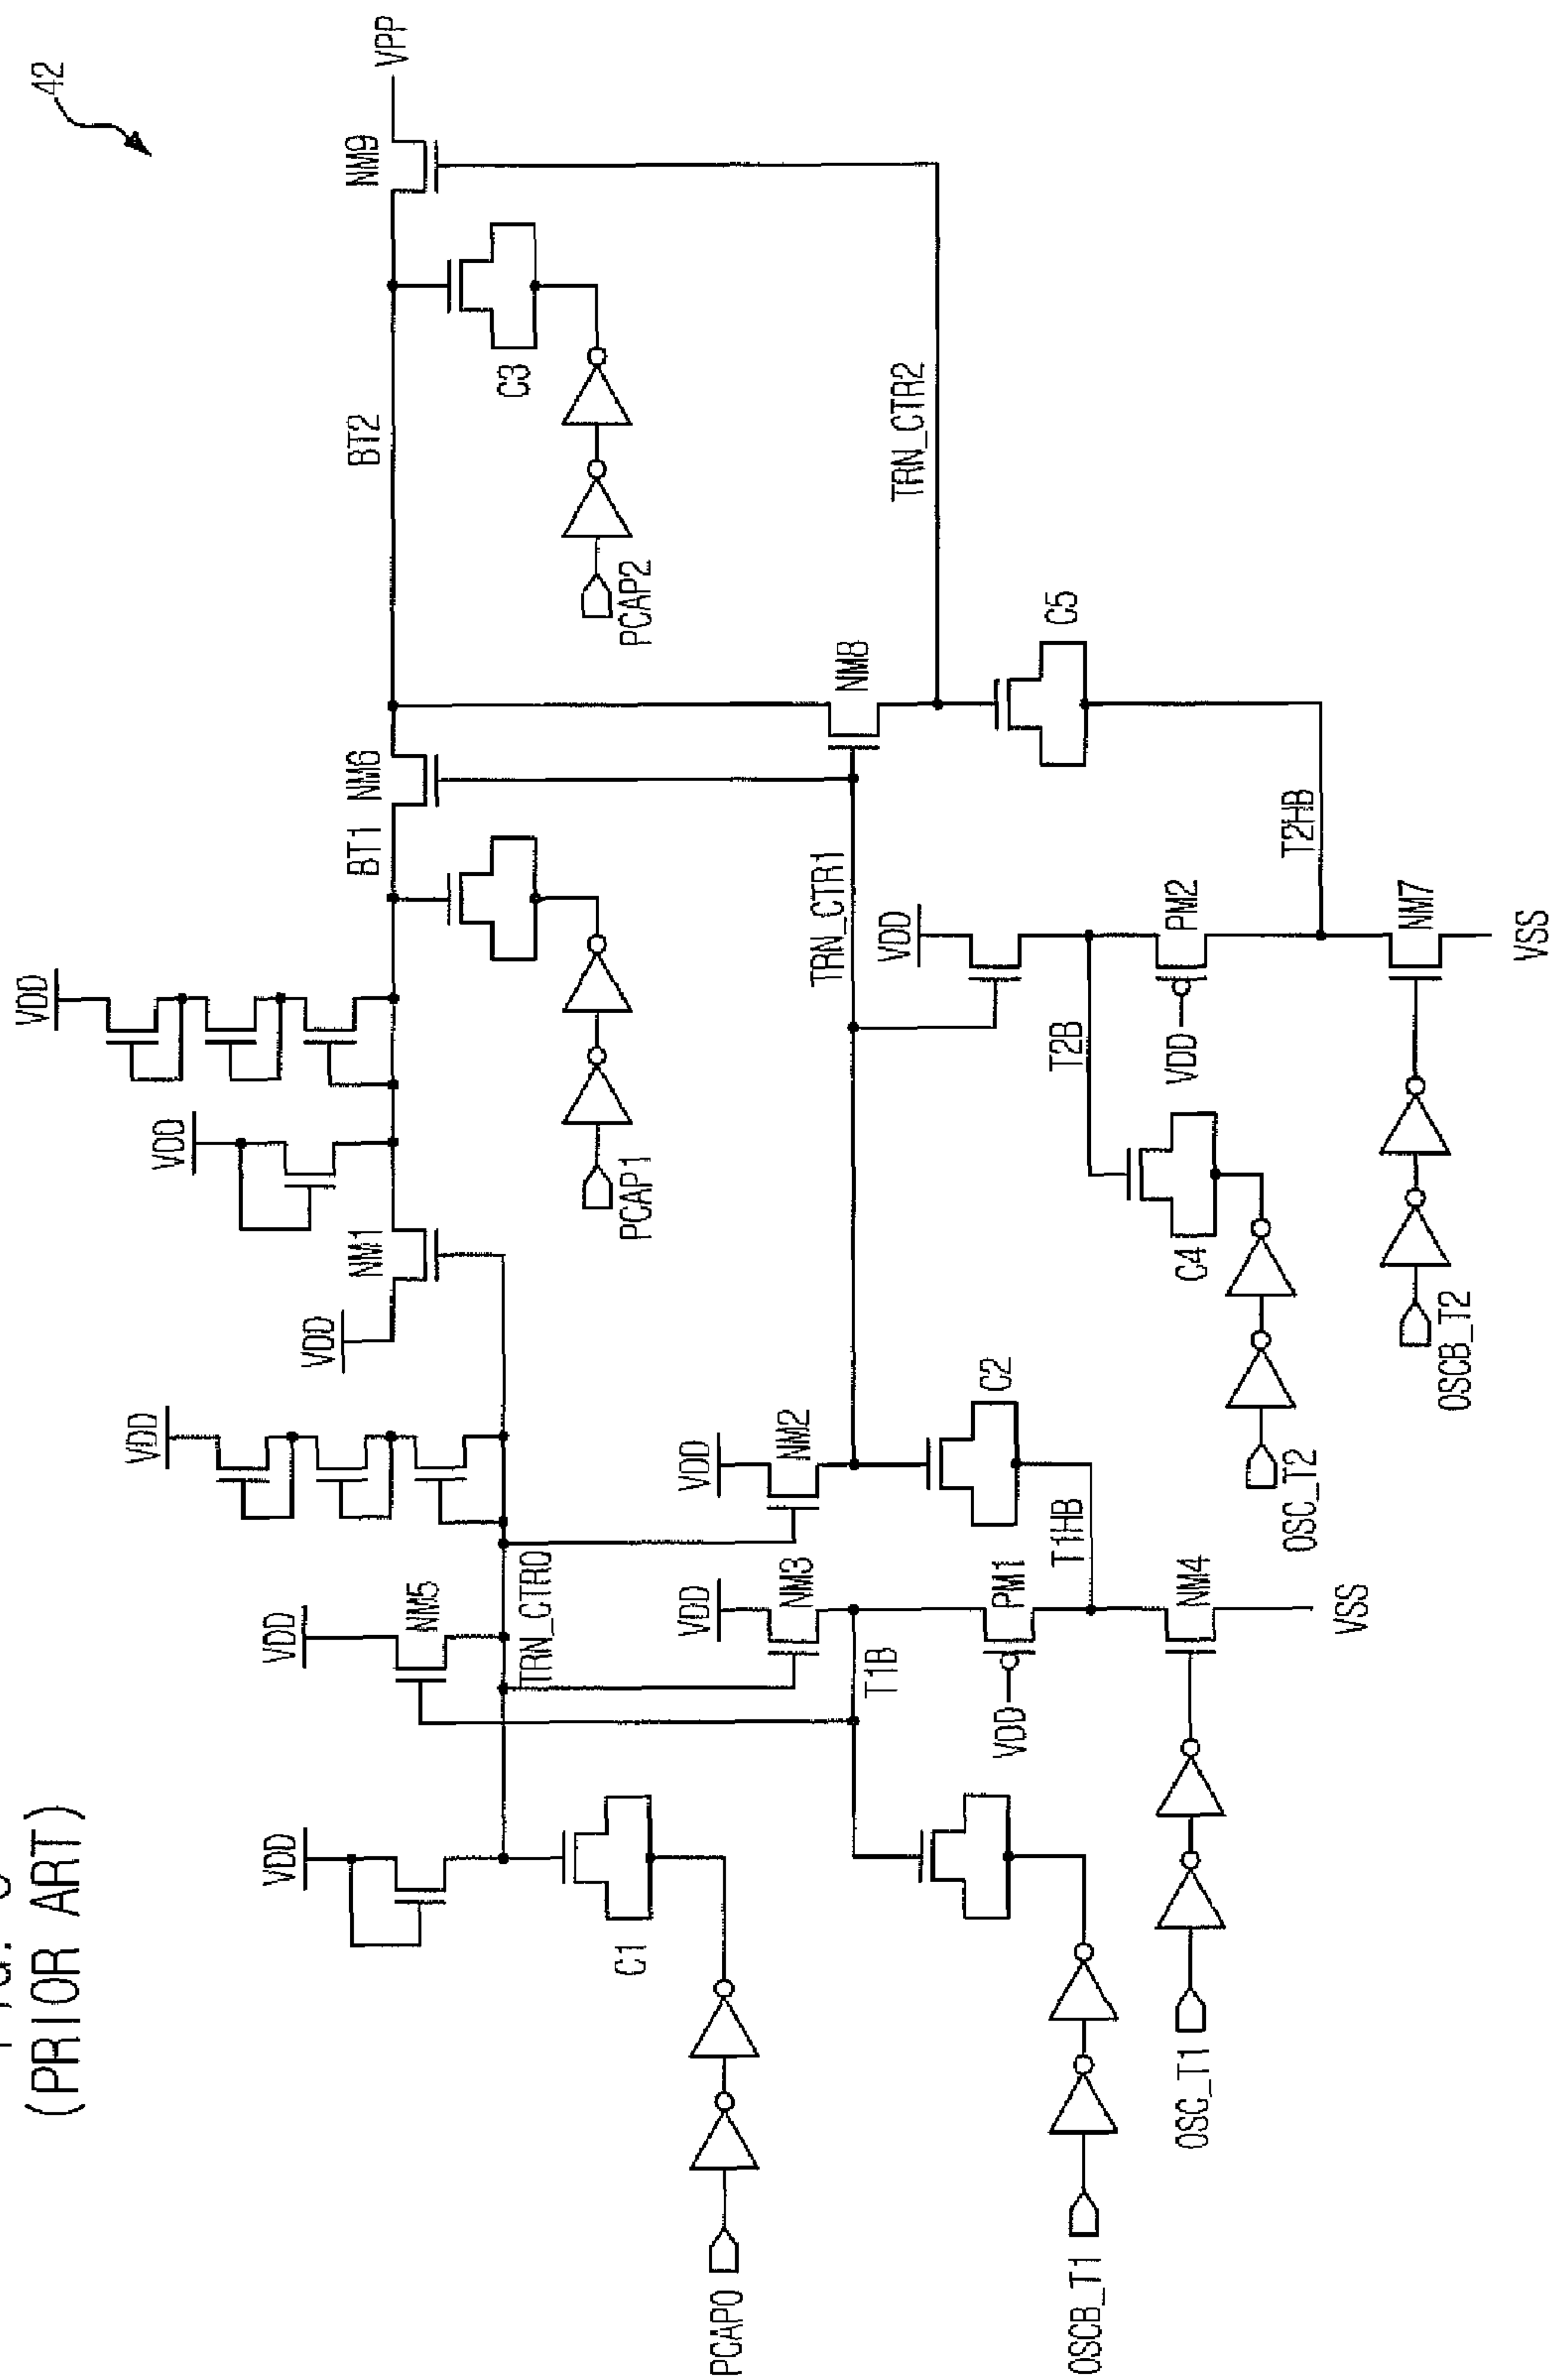 (PRIOR ART)
42
VDD
VDD
VDD
NM5
VDD
NM1
VDD
VDD
BT1
NM6
BT2
NM9
VPP
C1
TRN_CTR0
C3
PCAP0
PCAP1
PCAP2
VDD
NM3
VDD
NM2
TRN_CTR1
NM8
TRN_CTR2
T1B
VDD
PM1
T1HB
C2
VDD
C5
T2B
OSCB_T1
OSC_T1
NM4
VSS
C4
VDD
PM2
T2HB
OSC_T2
OSCB_T2
NM7
VSS
VDD